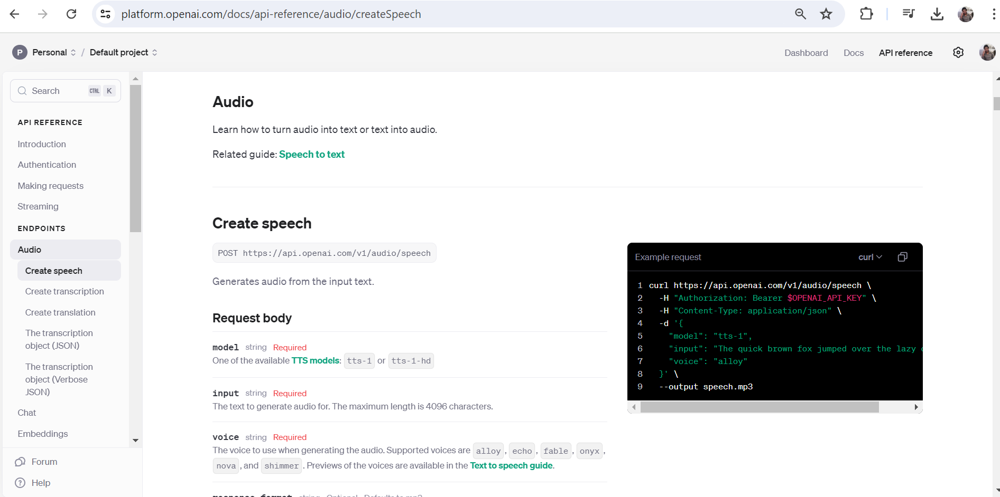 platform.openai.com/docs/api-reference/audio/createSpeech
P Personal / Default project
Dashboard Docs API reference
Search CTRL K
API REFERENCE
Introduction
Authentication
Making requests
Streaming
ENDPOINTS
Audio
Create speech
Create transcription
Create translation
The transcription
object (JSON)
The transcription
object (Verbose
JSON)
Chat
Embeddings
Forum
Help
Audio
Learn how to turn audio into text or text into audio.
Related guide: Speech to text
Create speech
POST https://api.openai.com/v1/audio/speech
Generates audio from the input text.
Request body
model string Required
One of the available TTS models: tts-1 or tts-1-hd
input string Required
The text to generate audio for. The maximum length is 4096 characters.
voice string Required
The voice to use when generating the audio. Supported voices are alloy, echo, fable, onyx,
nova, and shimmer. Previews of the voices are available in the Text to speech guide.
response_format string Optional Defaults to mp3
Example request curl
1 curl https://api.openai.com/v1/audio/speech \
2 -H "Authorization: Bearer $OPENAI_API_KEY" \
3 -H "Content-Type: application/json" \
4 -d '{
5 "model": "tts-1",
6 "input": "The quick brown fox jumped over the lazy
7 "voice": "alloy"
8 }' \
9 --output speech.mp3